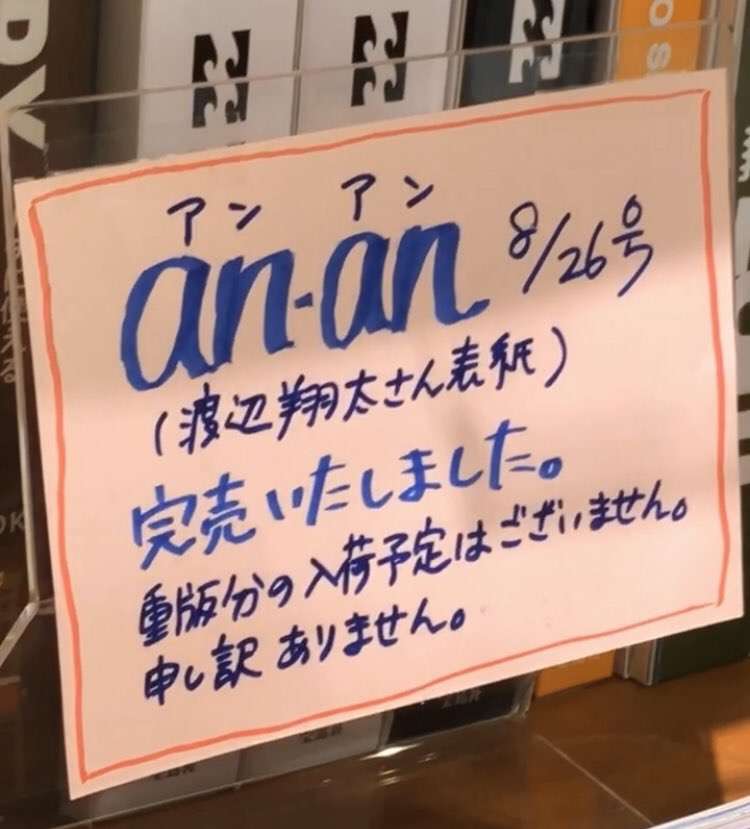 アン アン
an・an 8/26号
(渡辺翔太さん表紙)
完売いたしました。
重版分の入荷予定はございません。
申し訳ありません。